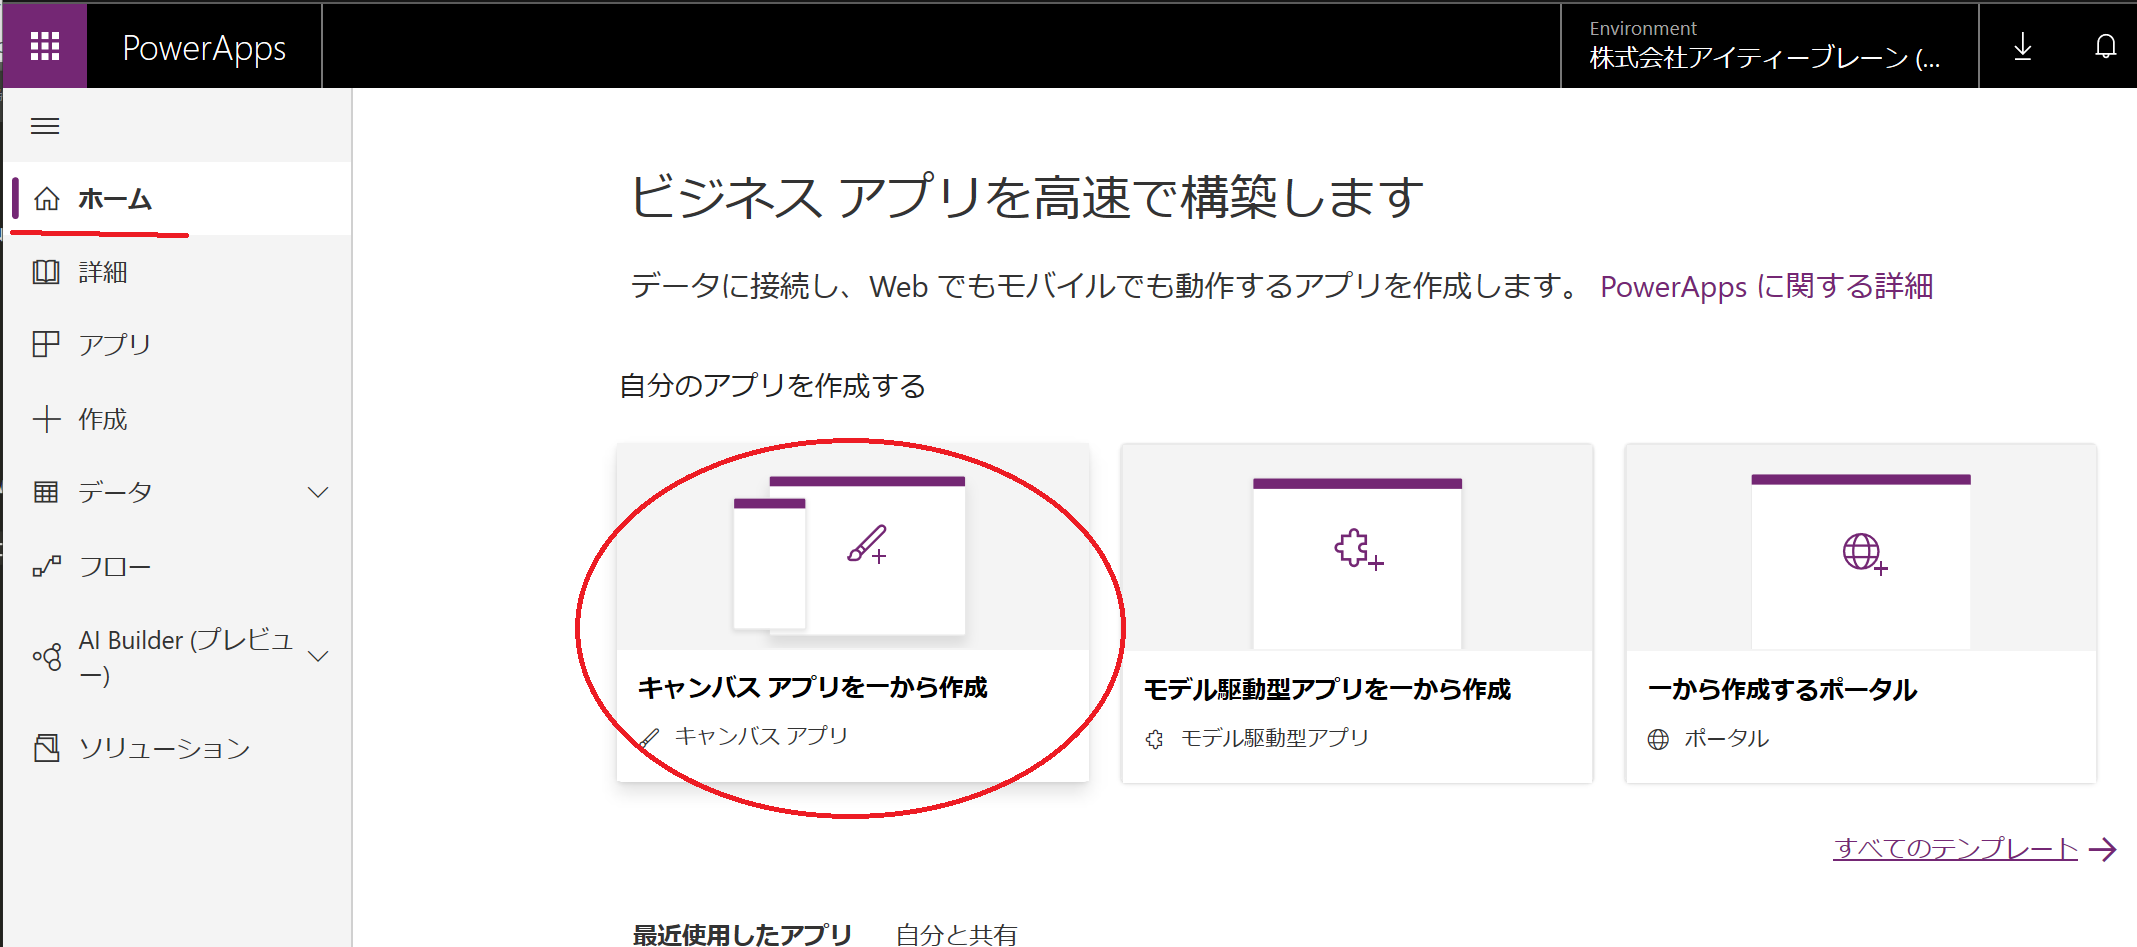 PowerApps
Environment
株式会社アイティーブレーン (...
ホーム
詳細
アプリ
作成
データ
フロー
AI Builder (プレビュ
ー)
ソリューション
ビジネス アプリを高速で構築します
データに接続し、Web でもモバイルでも動作するアプリを作成します。 PowerApps に関する詳細
自分のアプリを作成する
キャンバス アプリを一から作成
キャンバス アプリ
モデル駆動型アプリを一から作成
モデル駆動型アプリ
一から作成するポータル
ポータル
すべてのテンプレート
最近使用したアプリ 自分と共有